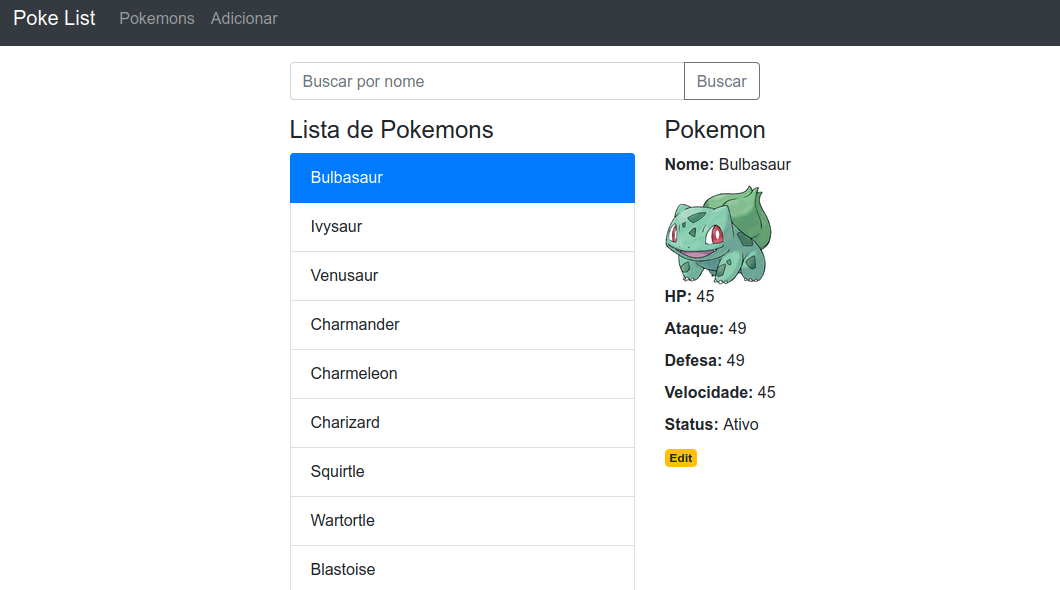 Poke List Pokemons Adicionar
Buscar por nome Buscar
Lista de Pokemons
Bulbasaur
Ivysaur
Venusaur
Charmander
Charmeleon
Charizard
Squirtle
Wartortle
Blastoise
Pokemon
Nome: Bulbasaur
HP: 45
Ataque: 49
Defesa: 49
Velocidade: 45
Status: Ativo
Edit